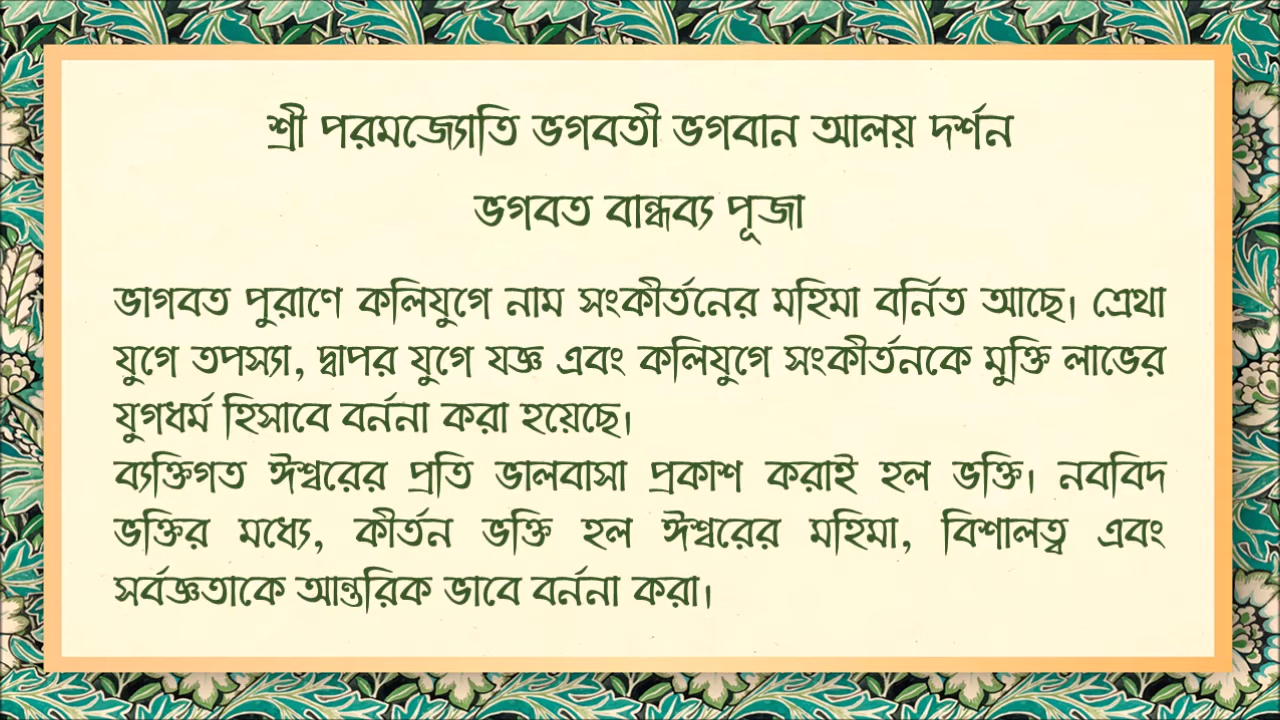 শ্রী পরমজ্যোতি ভগবতী ভগবান আলয় দর্শন
ভগবত বান্ধব্য পূজা
ভাগবত পুরাণে কলিযুগে নাম সংকীর্তনের মহিমা বর্নিত আছে। ত্রেথা
যুগে তপস্যা, দ্বাপর যুগে যজ্ঞ এবং কলিযুগে সংকীর্তনকে মুক্তি লাভের
যুগধর্ম হিসাবে বর্ননা করা হয়েছে।
ব্যক্তিগত ঈশ্বরের প্রতি ভালবাসা প্রকাশ করাই হল ভক্তি। নববিদ
ভক্তির মধ্যে, কীর্তন ভক্তি হল ঈশ্বরের মহিমা, বিশালত্ব এবং
সর্বজ্ঞতাকে আন্তরিক ভাবে বর্ননা করা।